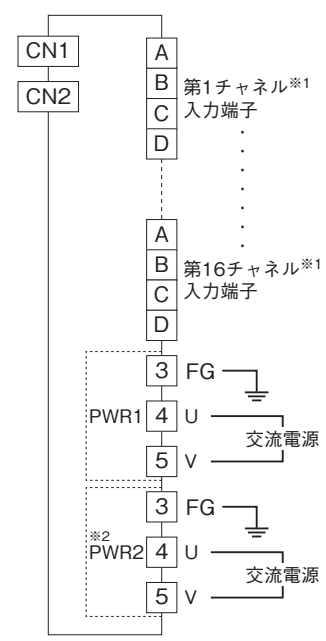 CN1
CN2
A
B
C
D
第1チャネル※1
入力端子
A
B
C
D
第16チャネル※1
入力端子
PWR1
3 FG
4 U
5 V
交流電源
※2
PWR2
3 FG
4 U
5 V
交流電源